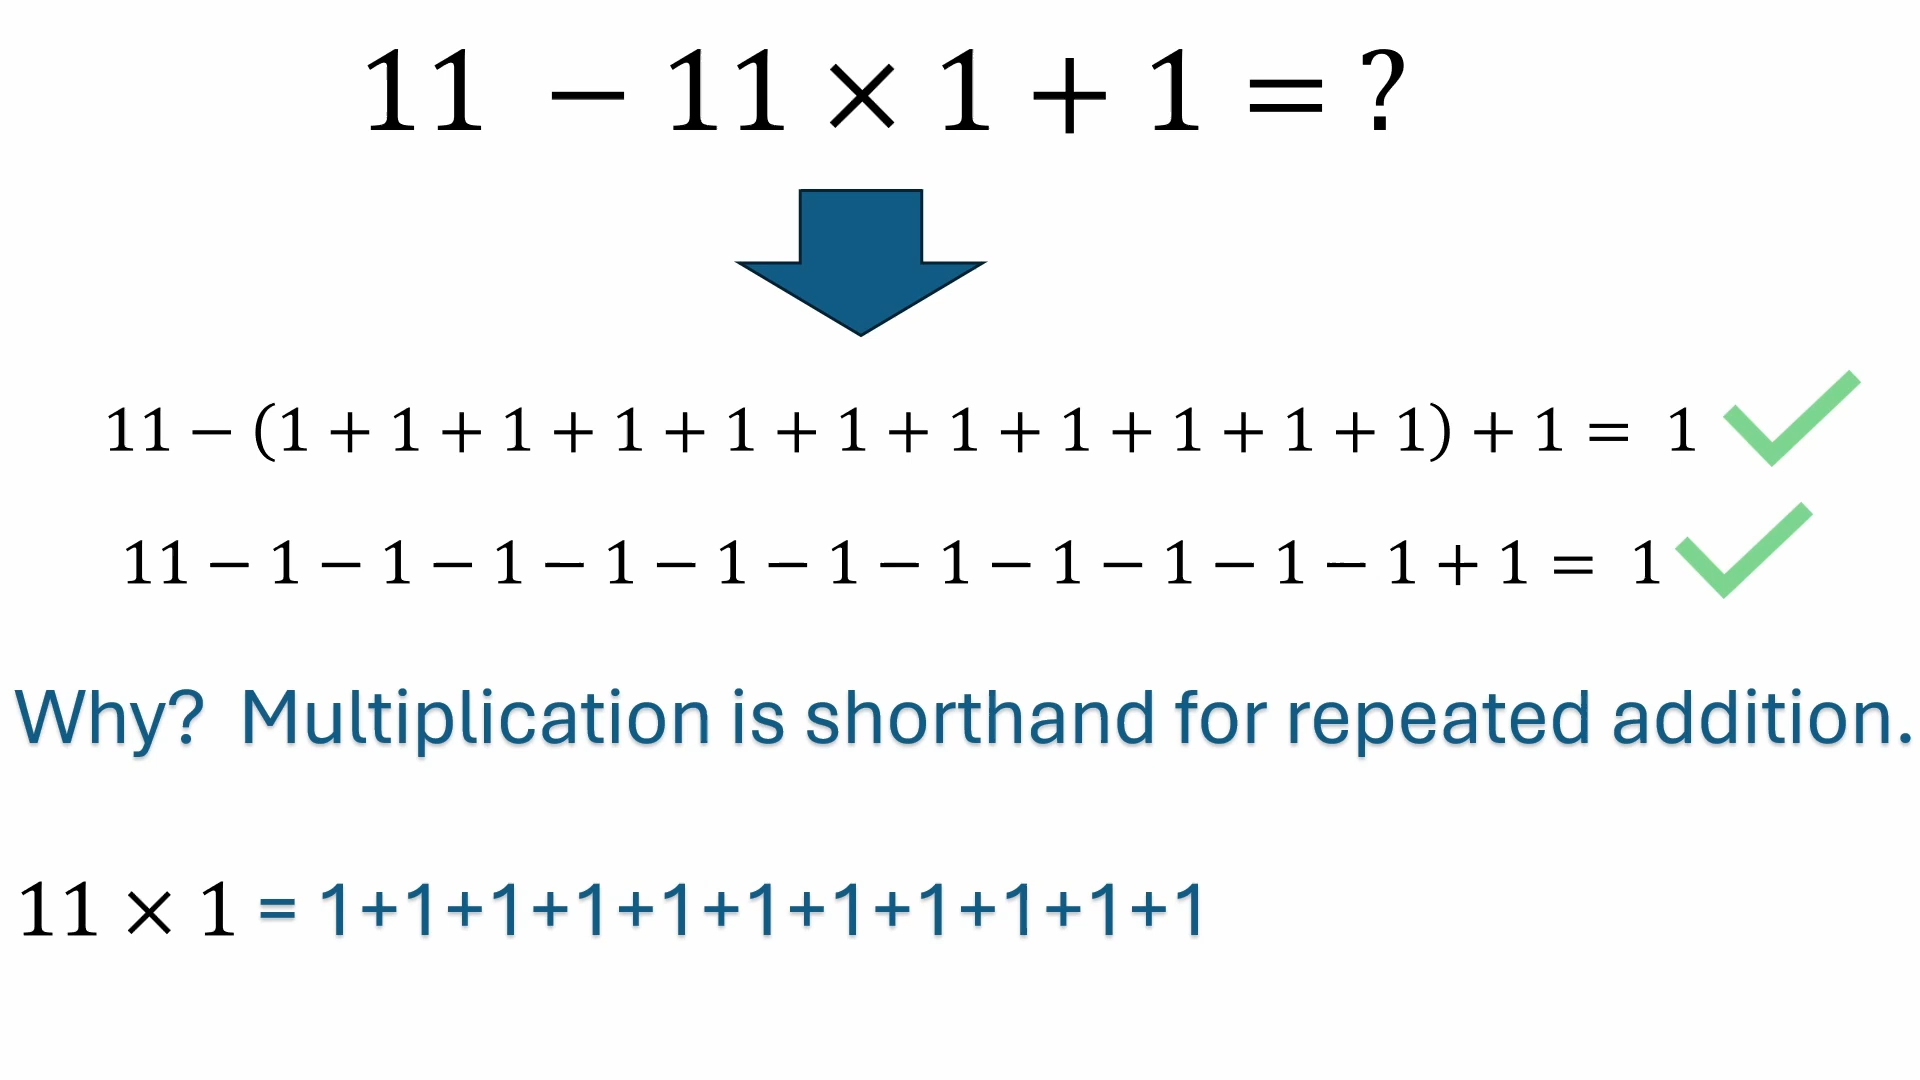 11 − 11 × 1 + 1 = ?
11 − (1 + 1 + 1 + 1 + 1 + 1 + 1 + 1 + 1 + 1 + 1) + 1 = 1
11 − 1 − 1 − 1 − 1 − 1 − 1 − 1 − 1 − 1 − 1 − 1 + 1 = 1
Why? Multiplication is shorthand for repeated addition.
11 × 1 = 1+1+1+1+1+1+1+1+1+1+1